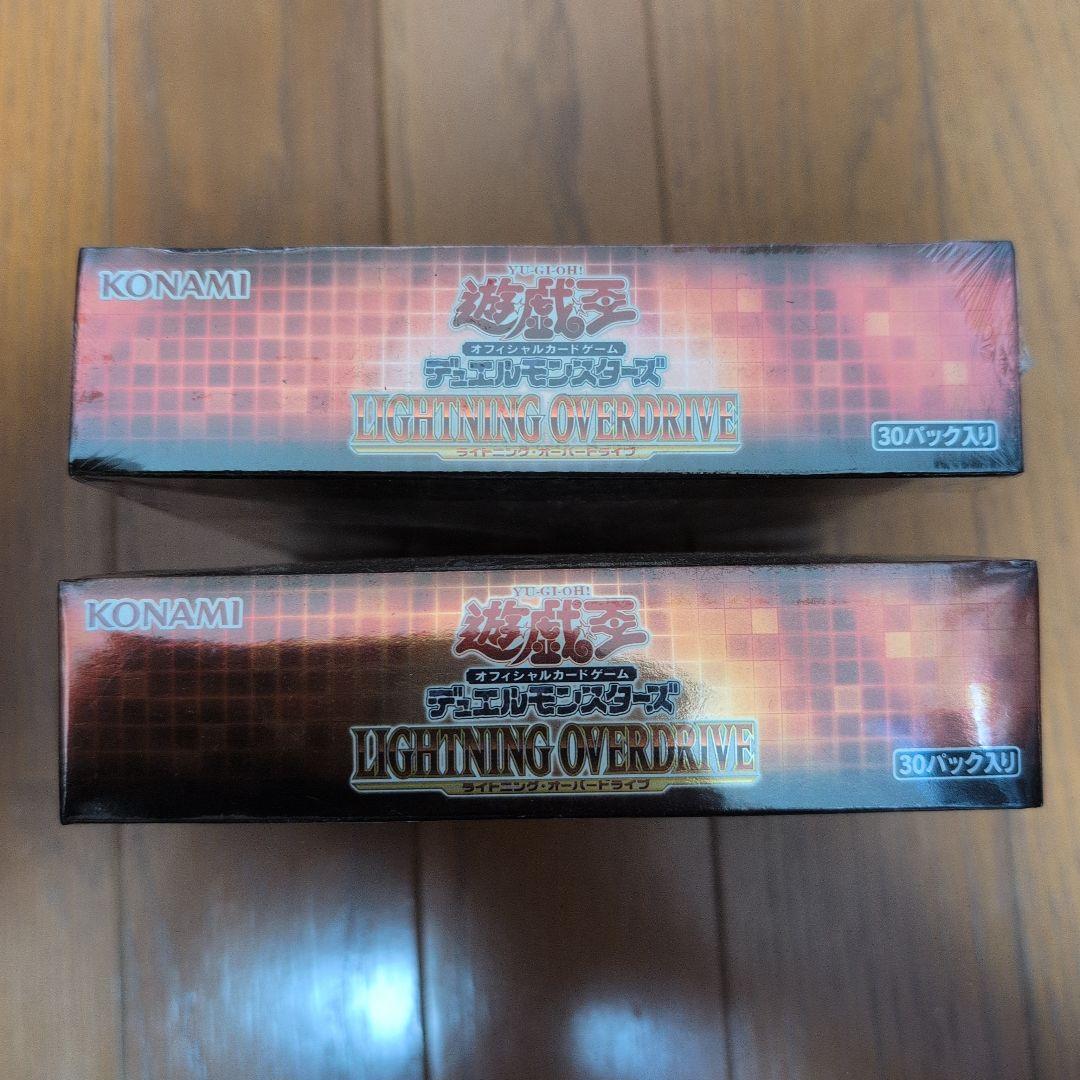 KONAMI
YU-GI-OH!
遊戯王
オフィシャルカードゲーム
デュエルモンスターズ
LIGHTNING OVERDRIVE
ライトニング・オーバードライブ
30パック入り
KONAMI
YU-GI-OH!
遊戯王
オフィシャルカードゲーム
デュエルモンスターズ
LIGHTNING OVERDRIVE
ライトニング・オーバードライブ
30パック入り